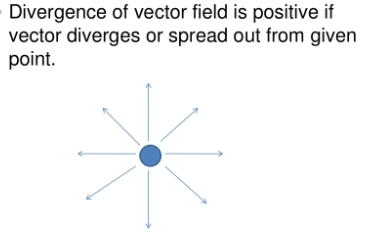 Divergence of vector field is positive if
vector diverges or spread out from given
point.